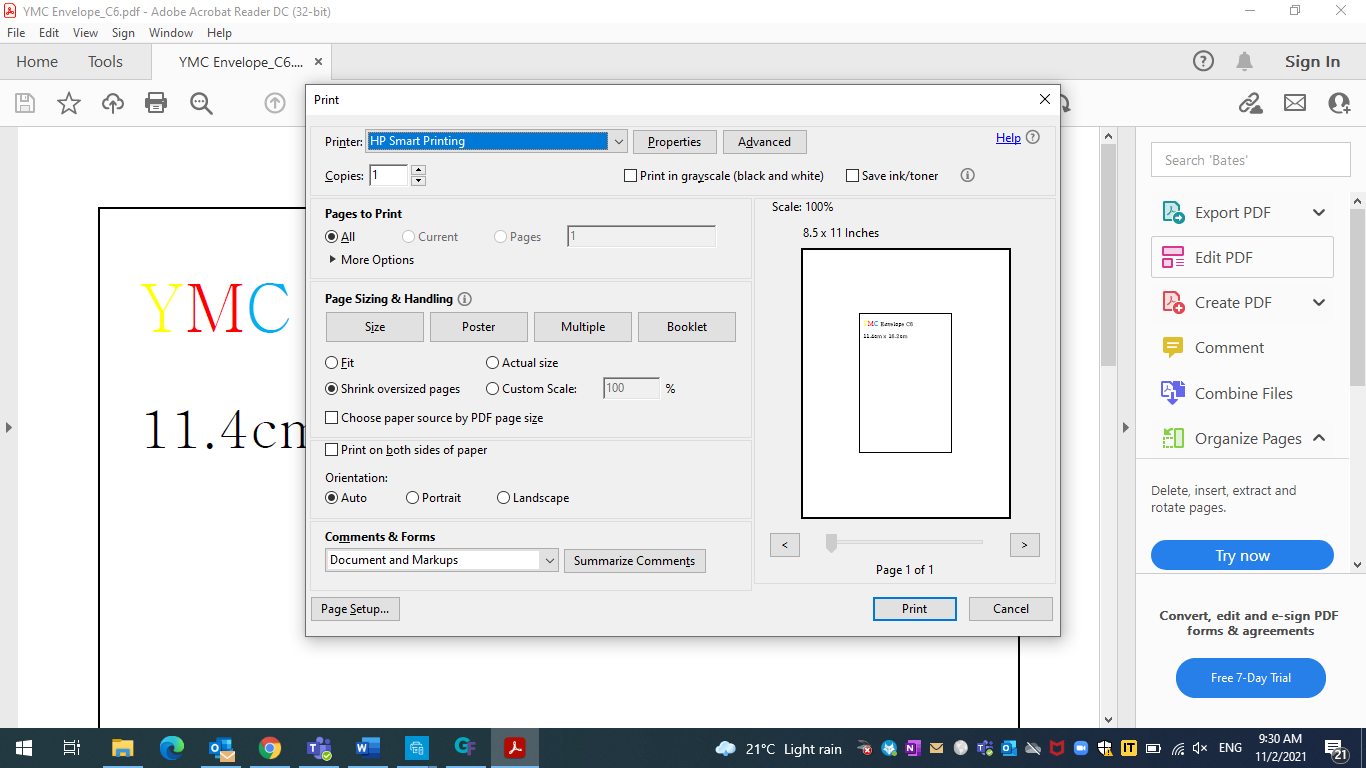 YMC Envelope_C6.pdf - Adobe Acrobat Reader DC (32-bit)
File Edit View Sign Window Help
Home Tools YMC Envelope_C6.... × Sign In
Print
Printer: HP Smart Printing Properties Advanced Help
Copies: 1 Print in grayscale (black and white) Save ink/toner
Pages to Print
All Current Pages 1
More Options
Page Sizing & Handling
Size Poster Multiple Booklet
Fit Actual size
Shrink oversized pages Custom Scale: 100 %
Choose paper source by PDF page size
Print on both sides of paper
Orientation:
Auto Portrait Landscape
Comments & Forms
Document and Markups Summarize Comments
Page Setup...
Scale: 100%
8.5 x 11 Inches
YMC Envelope C6
11.4cm x 16.2cm
< >
Page 1 of 1
Print Cancel
YMC
11.4cm
Search 'Bates'
Export PDF
Edit PDF
Create PDF
Comment
Combine Files
Organize Pages
Delete, insert, extract and
rotate pages.
Try now
Convert, edit and e-sign PDF
forms & agreements
Free 7-Day Trial
21°C Light rain ENG 9:30 AM
11/2/2021
21